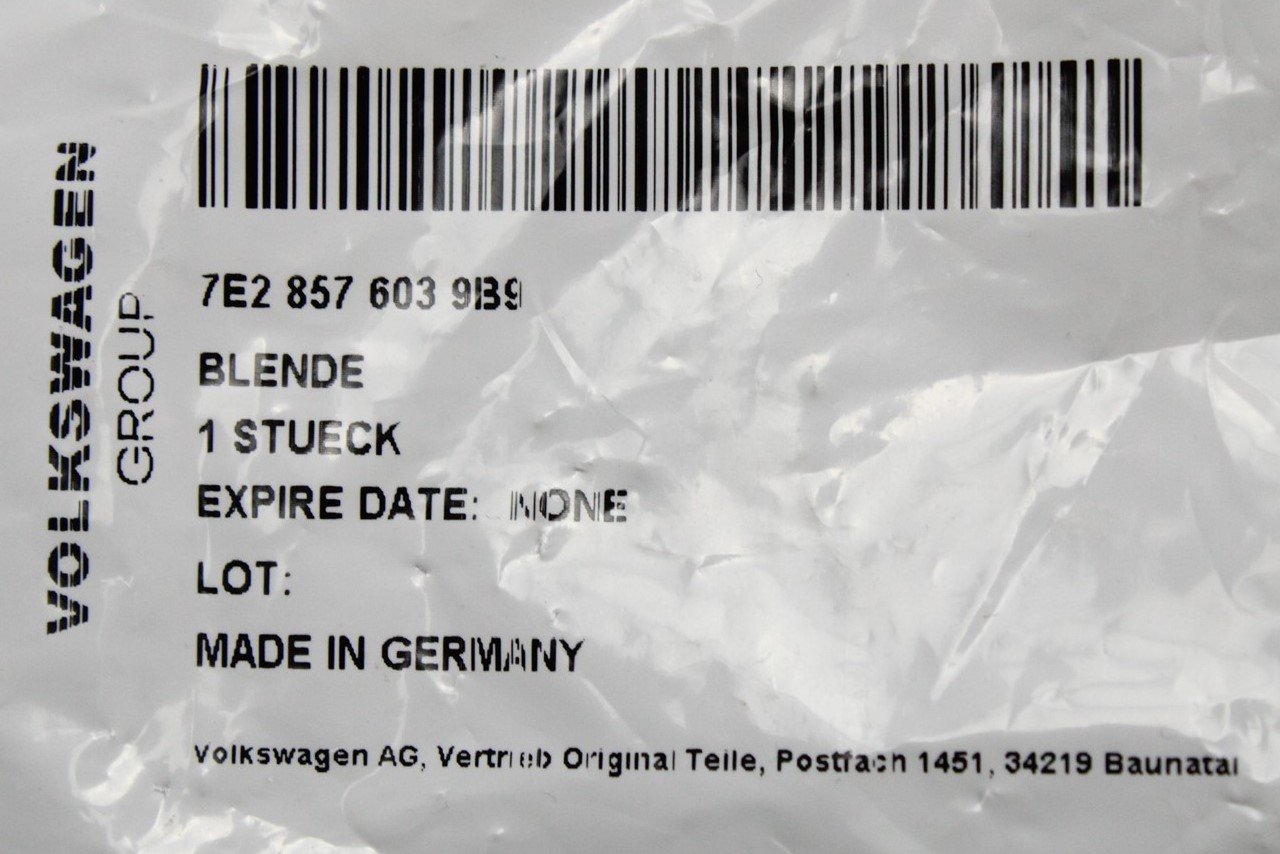 VOLKSWAGEN
GROUP
7E2 857 603 9B9
BLENDE
1 STUECK
EXPIRE DATE: NONE
LOT:
MADE IN GERMANY
Volkswagen AG, Vertrieb Original Teile, Postfach 1451, 34219 Baunatal